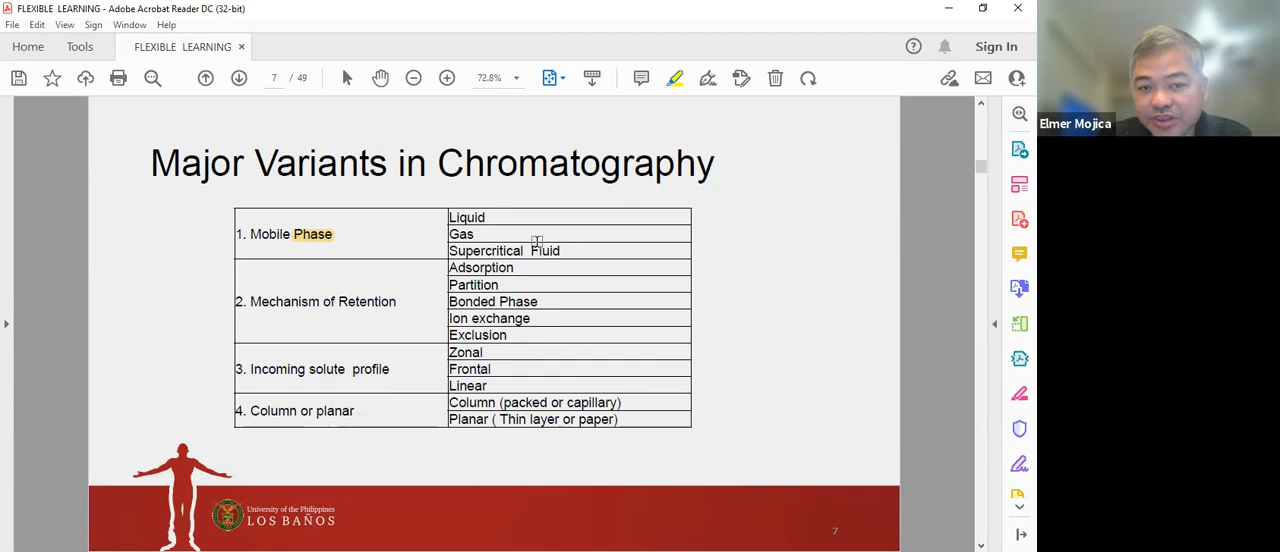 FLEXIBLE LEARNING - Adobe Acrobat Reader DC (32-bit)
File Edit View Sign Window Help
Home Tools FLEXIBLE LEARNING × Sign In
7 / 49 72.8%
Elmer Mojica
Major Variants in Chromatography
1. Mobile Phase
Liquid
Gas
Supercritical Fluid
2. Mechanism of Retention
Adsorption
Partition
Bonded Phase
Ion exchange
Exclusion
3. Incoming solute profile
Zonal
Frontal
Linear
4. Column or planar
Column (packed or capillary)
Planar ( Thin layer or paper)
University of the Philippines
LOS BAÑOS
7